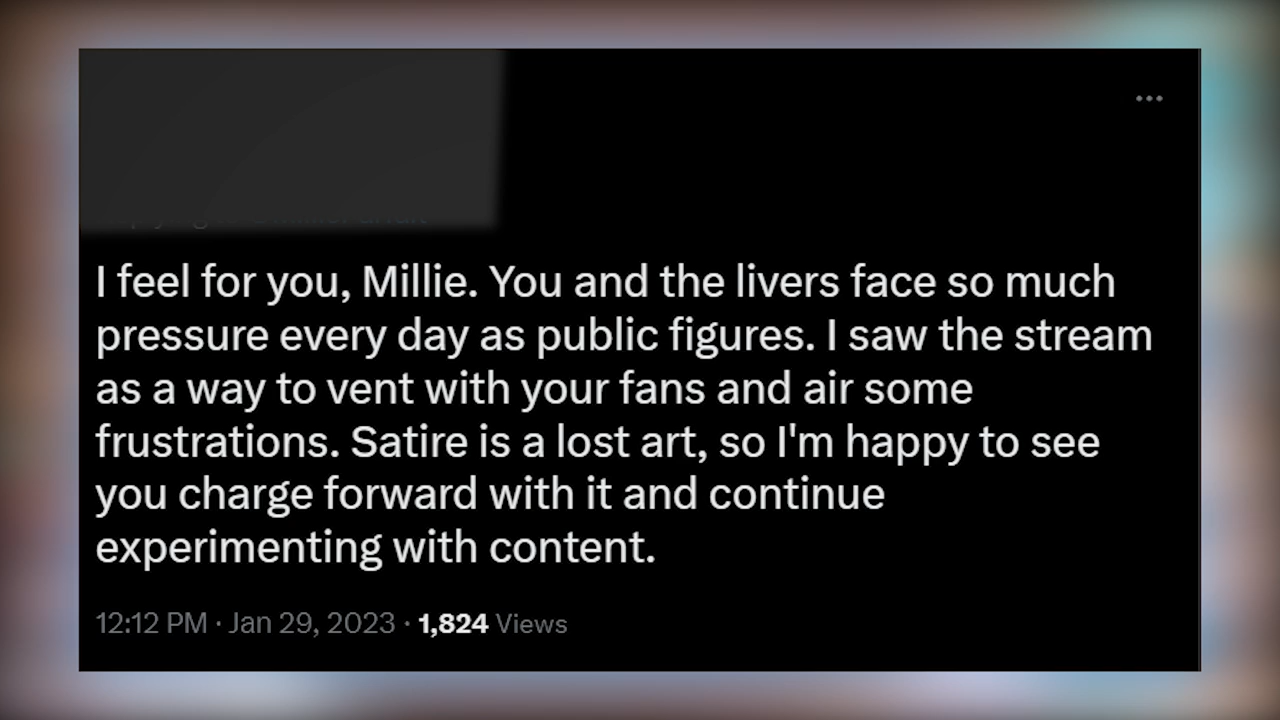 I feel for you, Millie. You and the livers face so much
pressure every day as public figures. I saw the stream
as a way to vent with your fans and air some
frustrations. Satire is a lost art, so I'm happy to see
you charge forward with it and continue
experimenting with content.
12:12 PM · Jan 29, 2023 · 1,824 Views